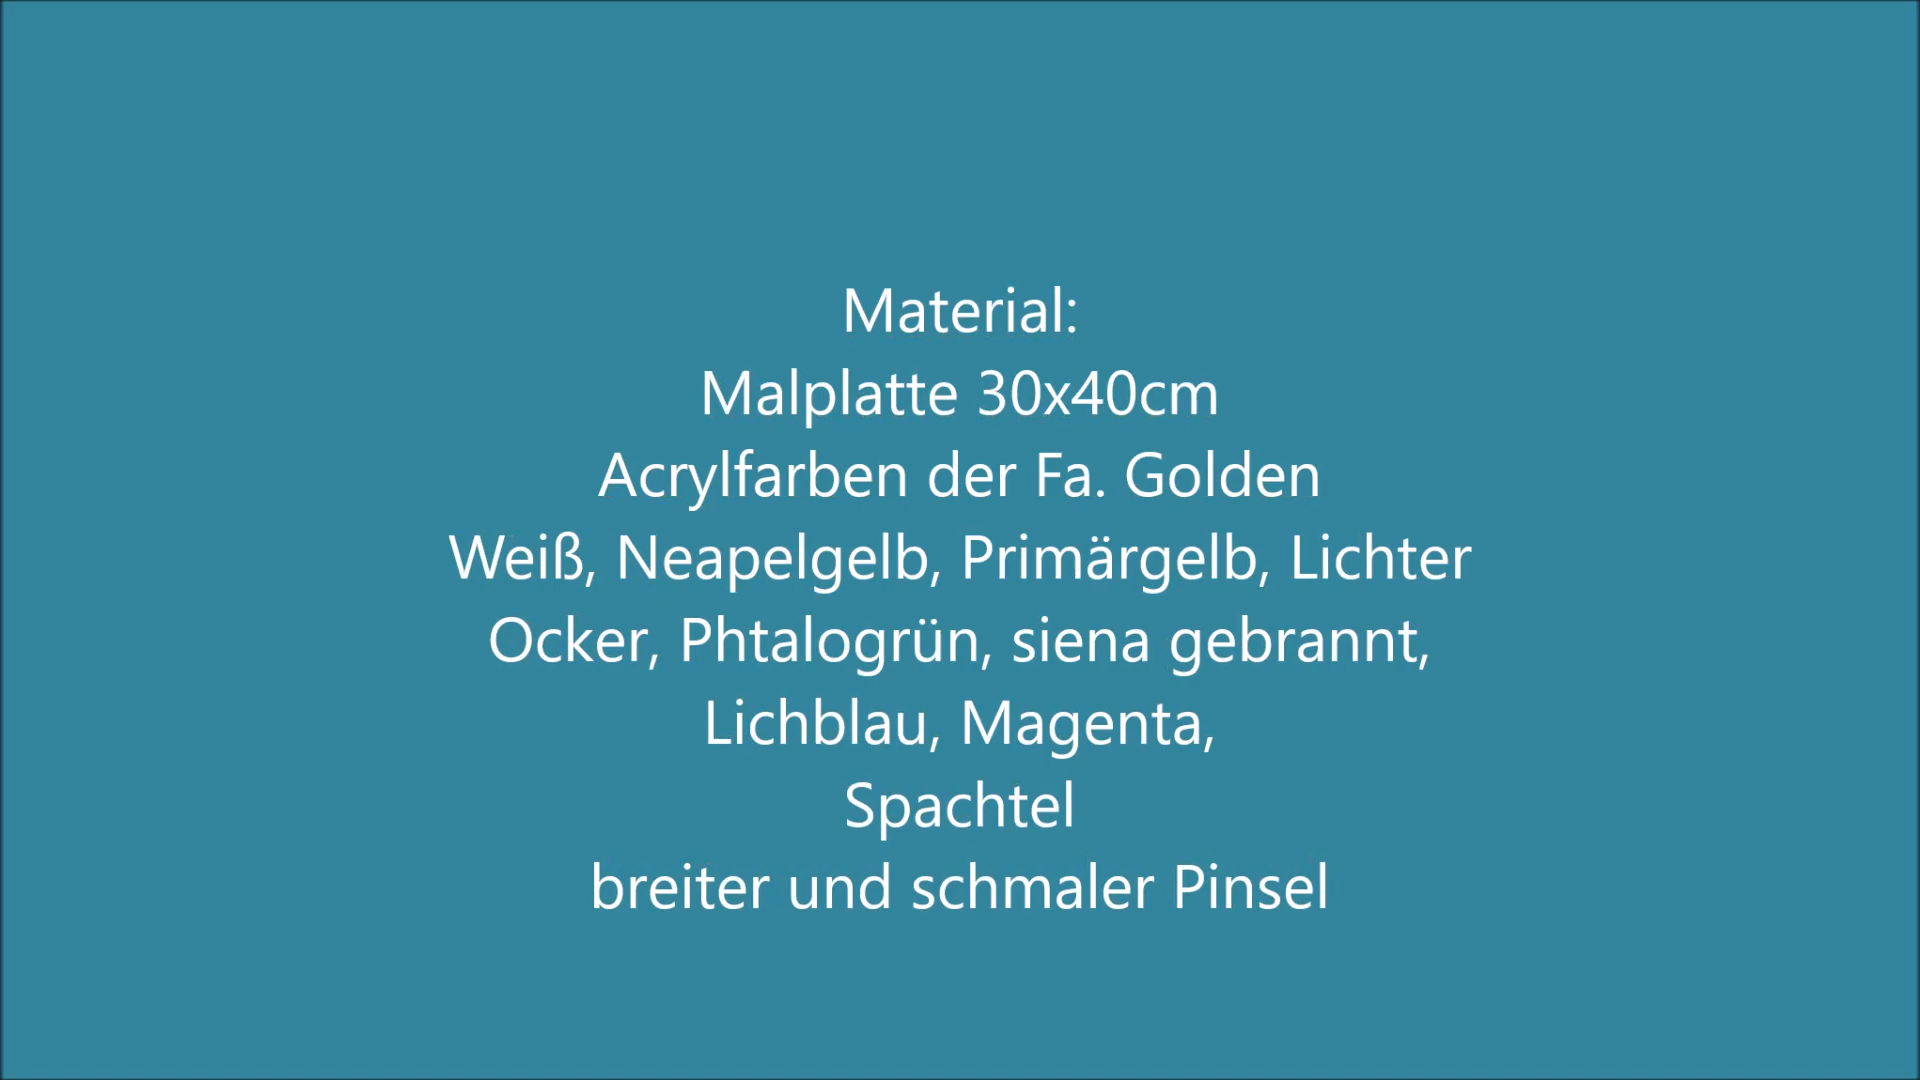 Material:
Malplatte 30x40cm
Acrylfarben der Fa. Golden
Weiß, Neapelgelb, Primärgelb, Lichter
Ocker, Phtalogrün, siena gebrannt,
Lichblau, Magenta,
Spachtel
breiter und schmaler Pinsel